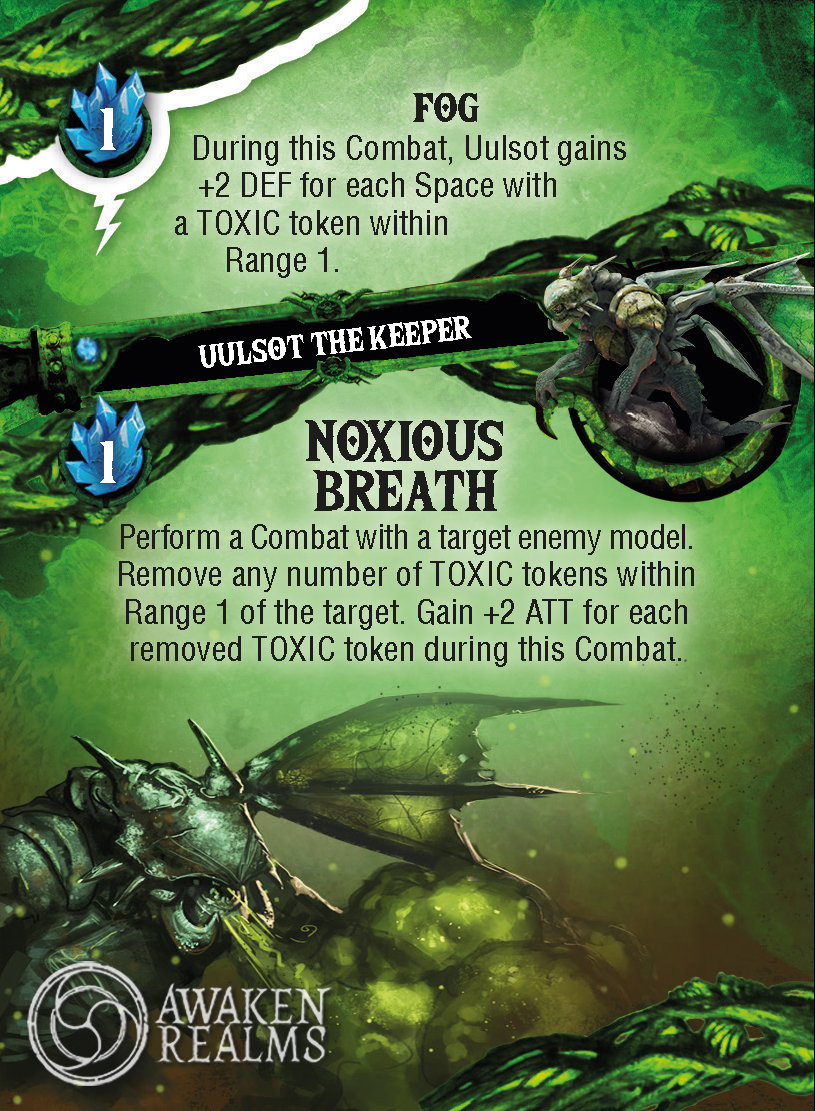 1
FOG
During this Combat, Uulsot gains
+2 DEF for each Space with
a TOXIC token within
Range 1.
UULSOT THE KEEPER
1
NOXIOUS
BREATH
Perform a Combat with a target enemy model.
Remove any number of TOXIC tokens within
Range 1 of the target. Gain +2 ATT for each
removed TOXIC token during this Combat.
AWAKEN
REALMS